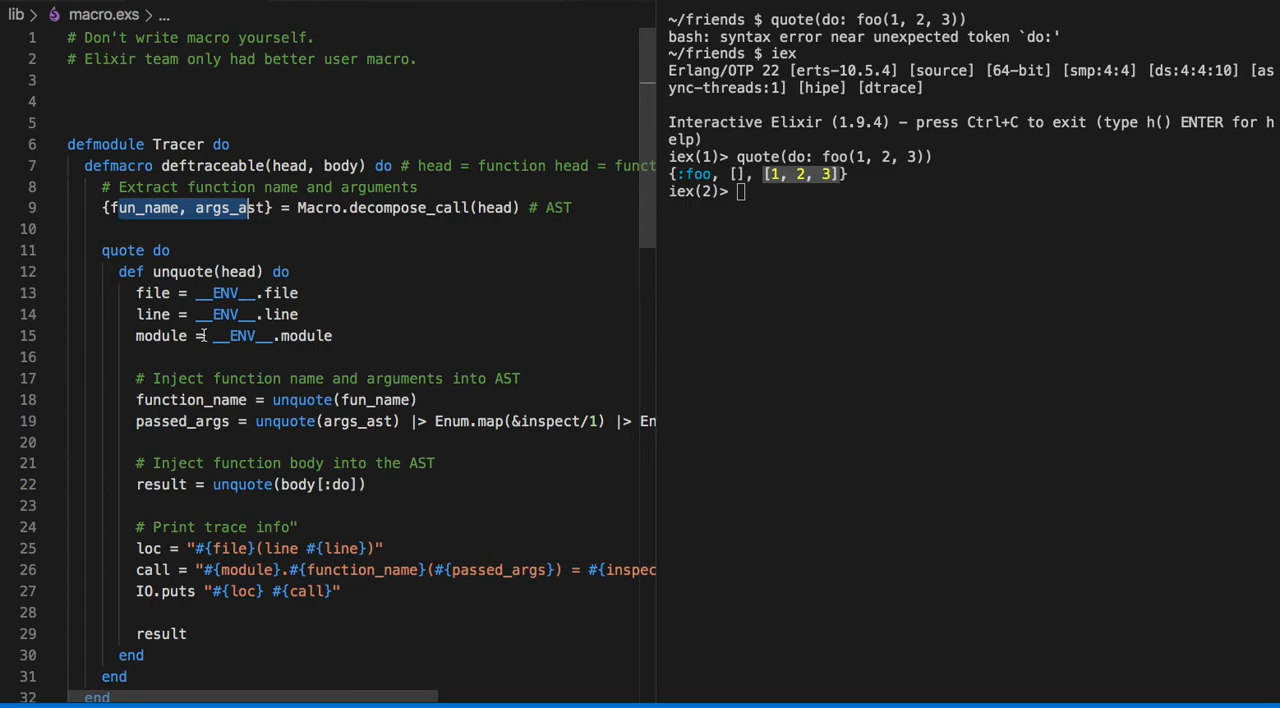 lib > macro.exs > ...
1 # Don't write macro yourself.
2 # Elixir team only had better user macro.
3
4
5
6 defmodule Tracer do
7 defmacro deftraceable(head, body) do # head = function head = funct
8 # Extract function name and arguments
9 {fun_name, args_ast} = Macro.decompose_call(head) # AST
10
11 quote do
12 def unquote(head) do
13 file = __ENV__.file
14 line = __ENV__.line
15 module = __ENV__.module
16
17 # Inject function name and arguments into AST
18 function_name = unquote(fun_name)
19 passed_args = unquote(args_ast) |> Enum.map(&inspect/1) |> En
20
21 # Inject function body into the AST
22 result = unquote(body[:do])
23
24 # Print trace info"
25 loc = "#{file}(line #{line})"
26 call = "#{module}.#{function_name}(#{passed_args}) = #{inspec
27 IO.puts "#{loc} #{call}"
28
29 result
30 end
31 end
32 end
~/friends $ quote(do: foo(1, 2, 3))
bash: syntax error near unexpected token `do:'
~/friends $ iex
Erlang/OTP 22 [erts-10.5.4] [source] [64-bit] [smp:4:4] [ds:4:4:10] [as
ync-threads:1] [hipe] [dtrace]
Interactive Elixir (1.9.4) - press Ctrl+C to exit (type h() ENTER for h
elp)
iex(1)> quote(do: foo(1, 2, 3))
{:foo, [], [1, 2, 3]}
iex(2)>